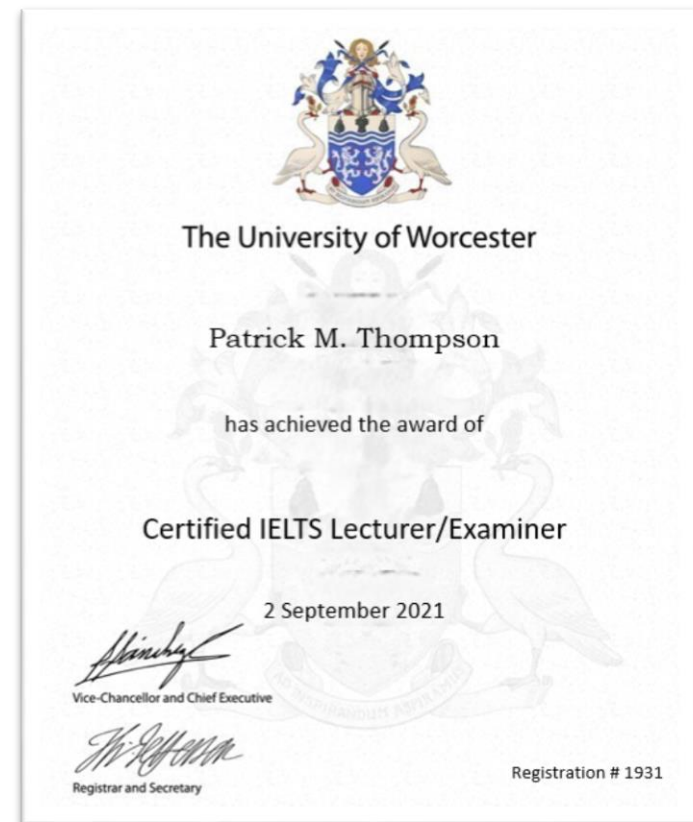 The University of Worcester
Patrick M. Thompson
has achieved the award of
Certified IELTS Lecturer/Examiner
2 September 2021
Vice-Chancellor and Chief Executive
Registrar and Secretary
Registration # 1931